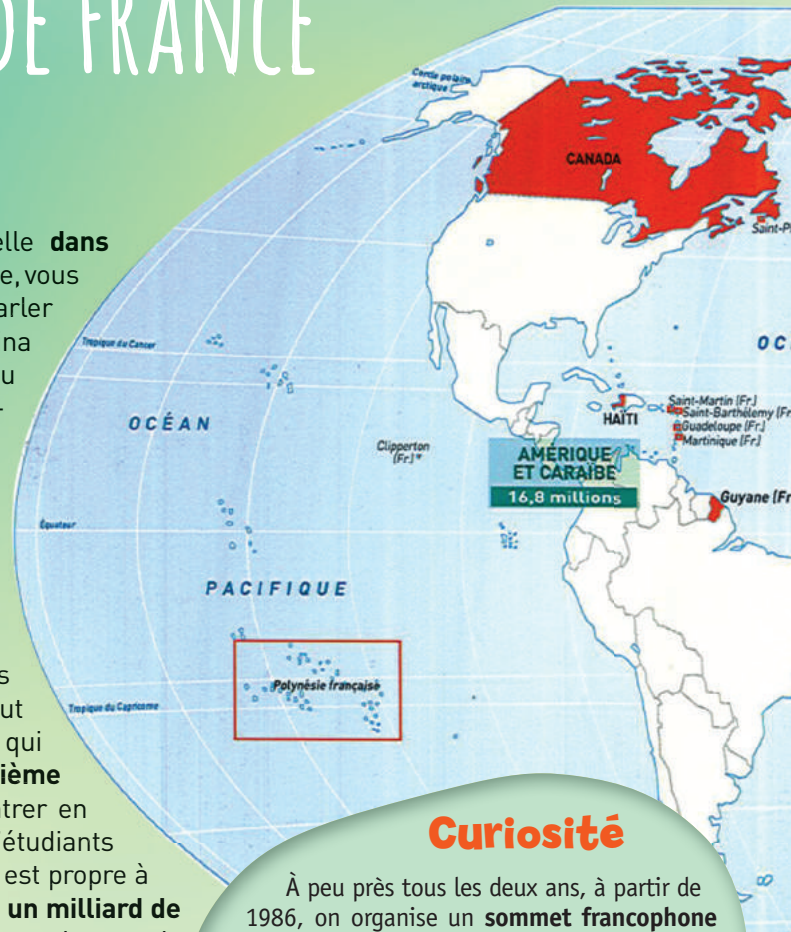 DE FRANCE
elle dans
e, vous
arler
na
u
Cercle polaire
arctique
CANADA
Saint-P
Tropique du Cancer
OCÉAN
OC
Clipperton
(Fr.)*
HAÏTI
Saint-Martin (Fr.)
Saint-Barthélemy (Fr
Guadeloupe (Fr.)
Martinique (Fr.)
AMÉRIQUE
ET CARAIBE
16,8 millions
Guyane (Fr
Équateur
PACIFIQUE
Polynésie française
Tropique du Capricorne
s
ut
qui
ième
trer en
'étudiants
est propre à
un milliard de
Curiosité
À peu près tous les deux ans, à partir de
1986, on organise un sommet francophone